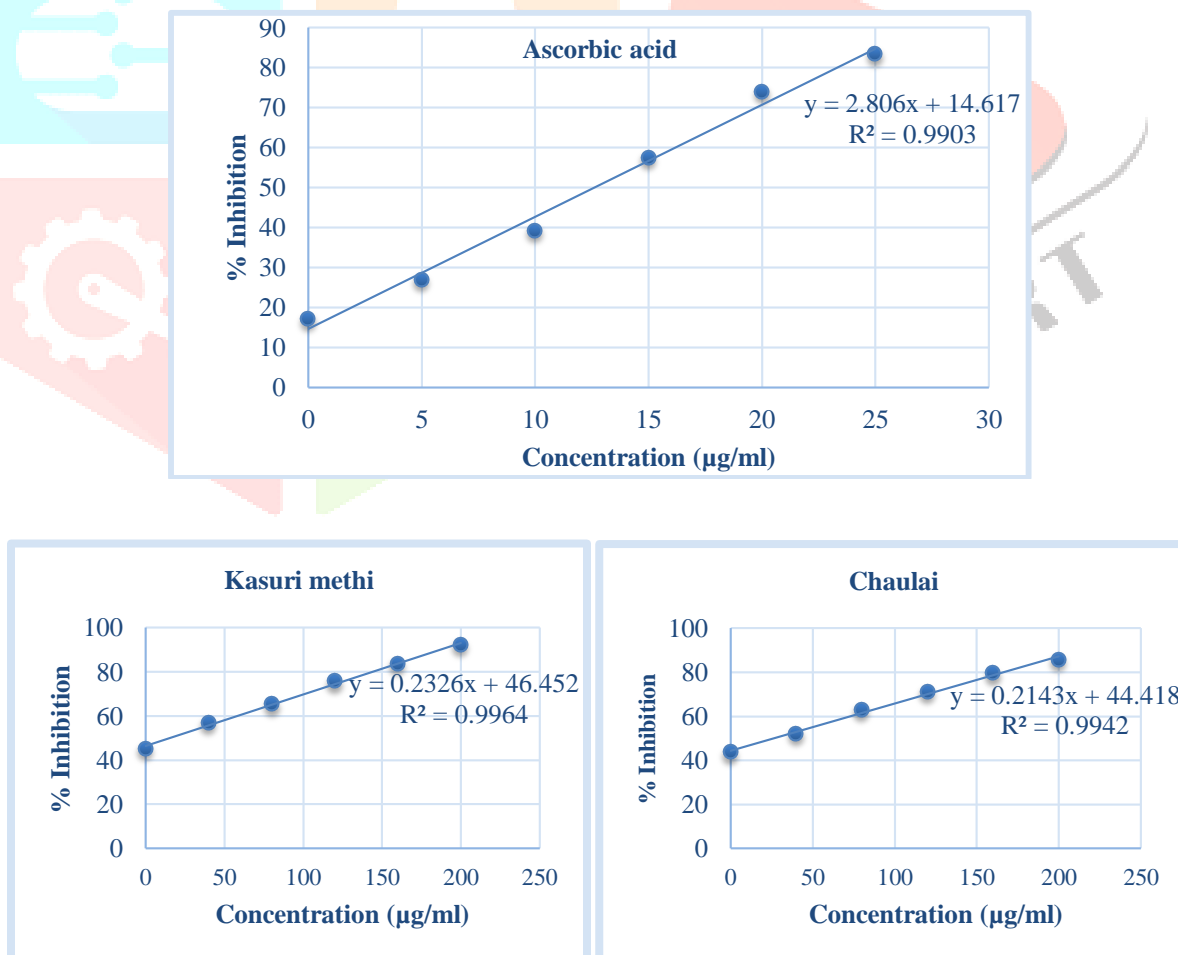 Ascorbic acid
90
80
70
60
50
40
30
20
10
0
% Inhibition
y = 2.806x + 14.617
R² = 0.9903
0 5 10 15 20 25 30
Concentration (µg/ml)
Kasuri methi
100
80
60
40
20
0
% Inhibition
y = 0.2326x + 46.452
R² = 0.9964
0 50 100 150 200 250
Concentration (µg/ml)
Chaulai
100
80
60
40
20
0
% Inhibition
y = 0.2143x + 44.418
R² = 0.9942
0 50 100 150 200 250
Concentration (µg/ml)